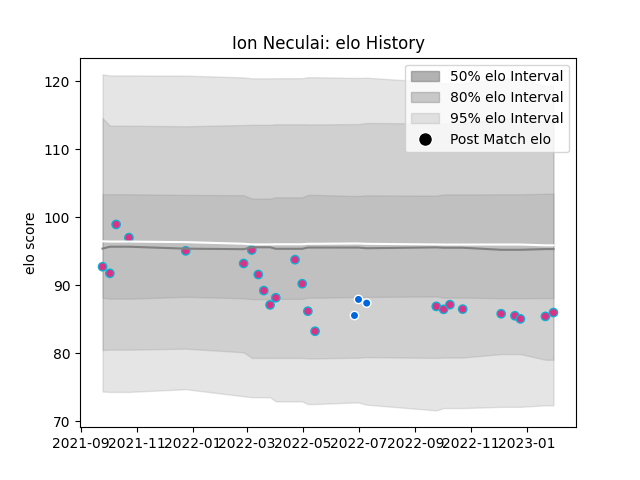 Ion Neculai: elo History
50% elo Interval
80% elo Interval
95% elo Interval
Post Match elo
elo score
120
110
100
90
80
70
2021-09 2021-11 2022-01 2022-03 2022-05 2022-07 2022-09 2022-11 2023-01